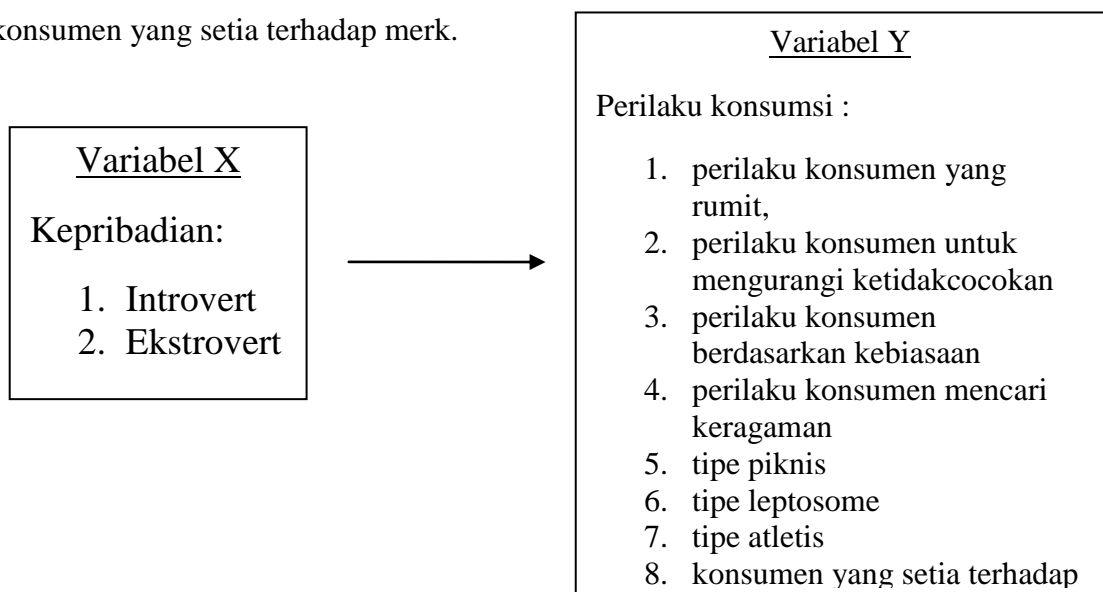 konsumen yang setia terhadap merk.
Variabel X
Kepribadian:
1. Introvert
2. Ekstrovert
Variabel Y
Perilaku konsumsi :
1. perilaku konsumen yang
rumit,
2. perilaku konsumen untuk
mengurangi ketidakcocokan
3. perilaku konsumen
berdasarkan kebiasaan
4. perilaku konsumen mencari
keragaman
5. tipe piknis
6. tipe leptosome
7. tipe atletis
8. konsumen yang setia terhadap